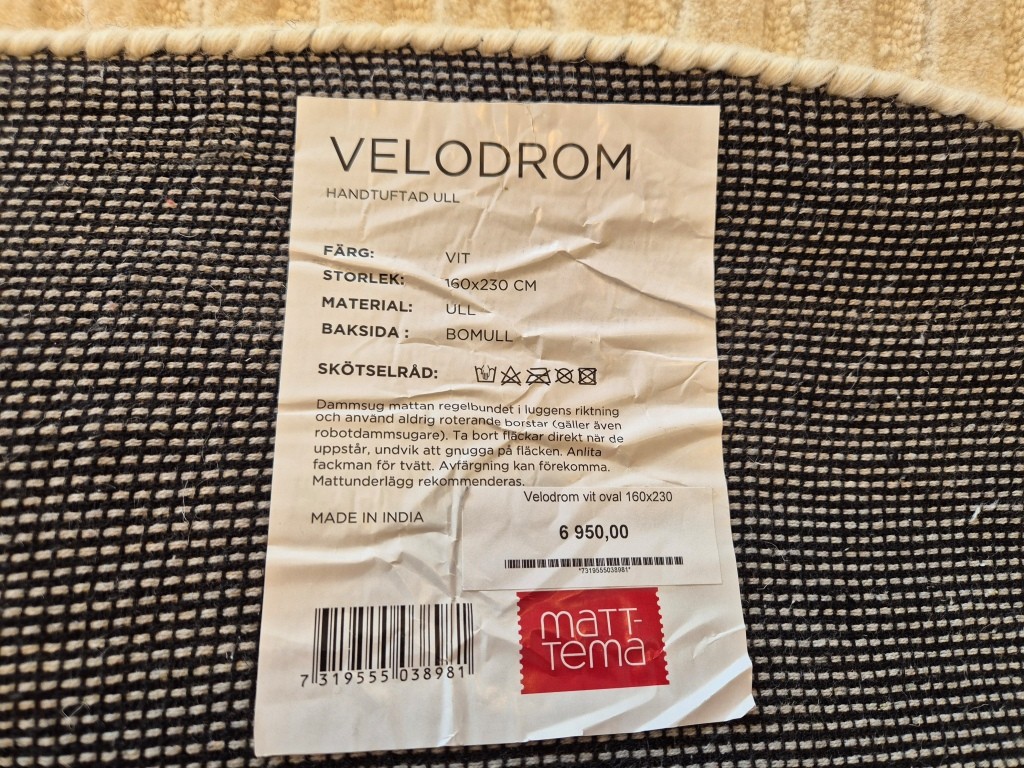 VELODROM
HANDTUFTAD ULL
FÄRG: VIT
STORLEK: 160x230 CM
MATERIAL: ULL
BAKSIDA : BOMULL
SKÖTSELRÅD:
Dammsug mattan regelbundet i luggens riktning
och använd aldrig roterande borstar (gäller även
robotdammsugare). Ta bort fläckar direkt när de
uppstår, undvik att gnugga på fläcken. Anlita
fackman för tvätt. Avfärgning kan förekomma.
Mattunderlägg rekommenderas.
MADE IN INDIA
Velodrom vit oval 160x230
6 950,00
*7319555038981*
7 319555 038981
maTT-
Tema